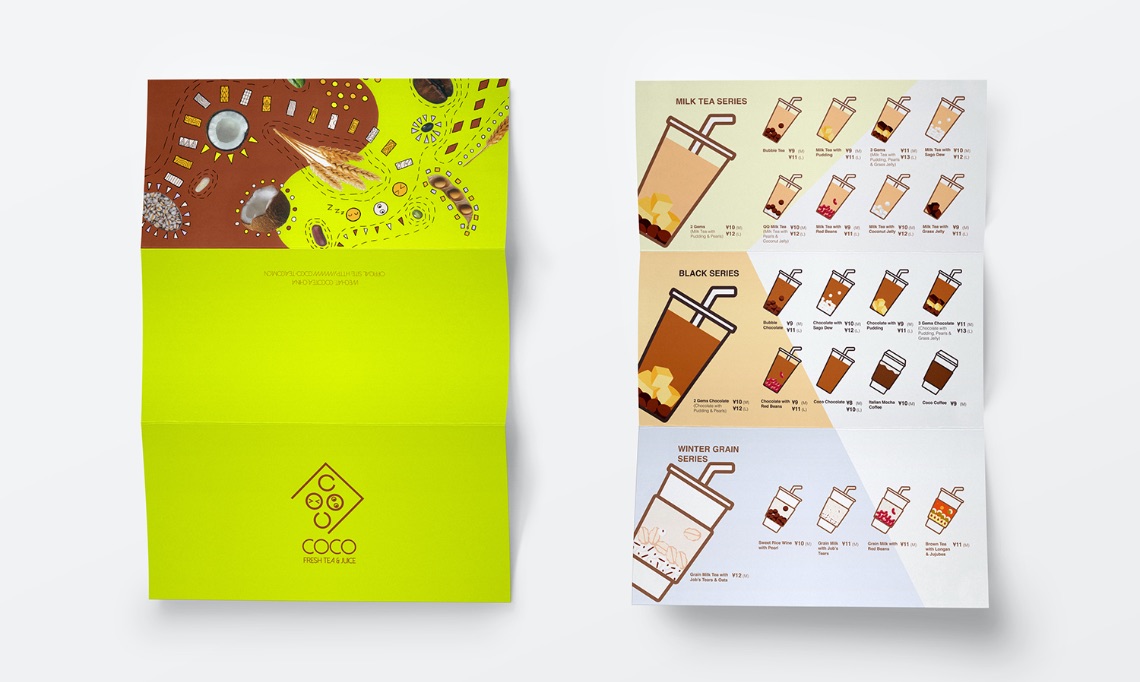 WECHAT: COCOTEACHINA
OFFICIAL SITE: HTTP://WWW.COCO-TEA.COM/CN
COCO
FRESH TEA & JUICE
MILK TEA SERIES
Bubble Tea ¥9 (M)
¥11 (L)
Milk Tea with ¥9 (M)
Pudding ¥11 (L)
3 Gems ¥11 (M)
(Milk Tea with ¥13 (L)
Pudding, Pearls
& Grass Jelly)
Milk Tea with ¥10 (M)
Sago Dew ¥12 (L)
2 Gems ¥10 (M)
(Milk Tea with ¥12 (L)
Pudding & Pearls)
QQ Milk Tea ¥10 (M)
(Milk Tea with ¥12 (L)
Pearls &
Coconut Jelly)
Milk Tea with ¥9 (M)
Red Beans ¥11 (L)
Milk Tea with ¥10 (M)
Coconut Jelly ¥12 (L)
Milk Tea with ¥9 (M)
Grass Jelly ¥11 (L)
BLACK SERIES
Bubble ¥9 (M)
Chocolate ¥11 (L)
Chocolate with ¥10 (M)
Sago Dew ¥12 (L)
Chocolate with ¥9 (M)
Pudding ¥11 (L)
3 Gems Chocolate ¥11 (M)
(Chocolate with ¥13 (L)
Pudding, Pearls &
Grass Jelly)
2 Gems Chocolate ¥10 (M)
(Chocolate with ¥12 (L)
Pudding & Pearls)
Chocolate with ¥9 (M)
Red Beans ¥11 (L)
Coco Chocolate ¥8 (M)
¥10 (L)
Italian Mocha ¥10 (M)
Coffee
Coco Coffee ¥9 (M)
WINTER GRAIN
SERIES
Sweet Rice Wine ¥10 (M)
with Pearl
Grain Milk ¥11 (M)
with Job's
Tears
Grain Milk with ¥11 (M)
Red Beans
Brown Tea ¥11 (M)
with Longan
& Jujubes
Grain Milk Tea with ¥12 (M)
Job's Tears & Oats